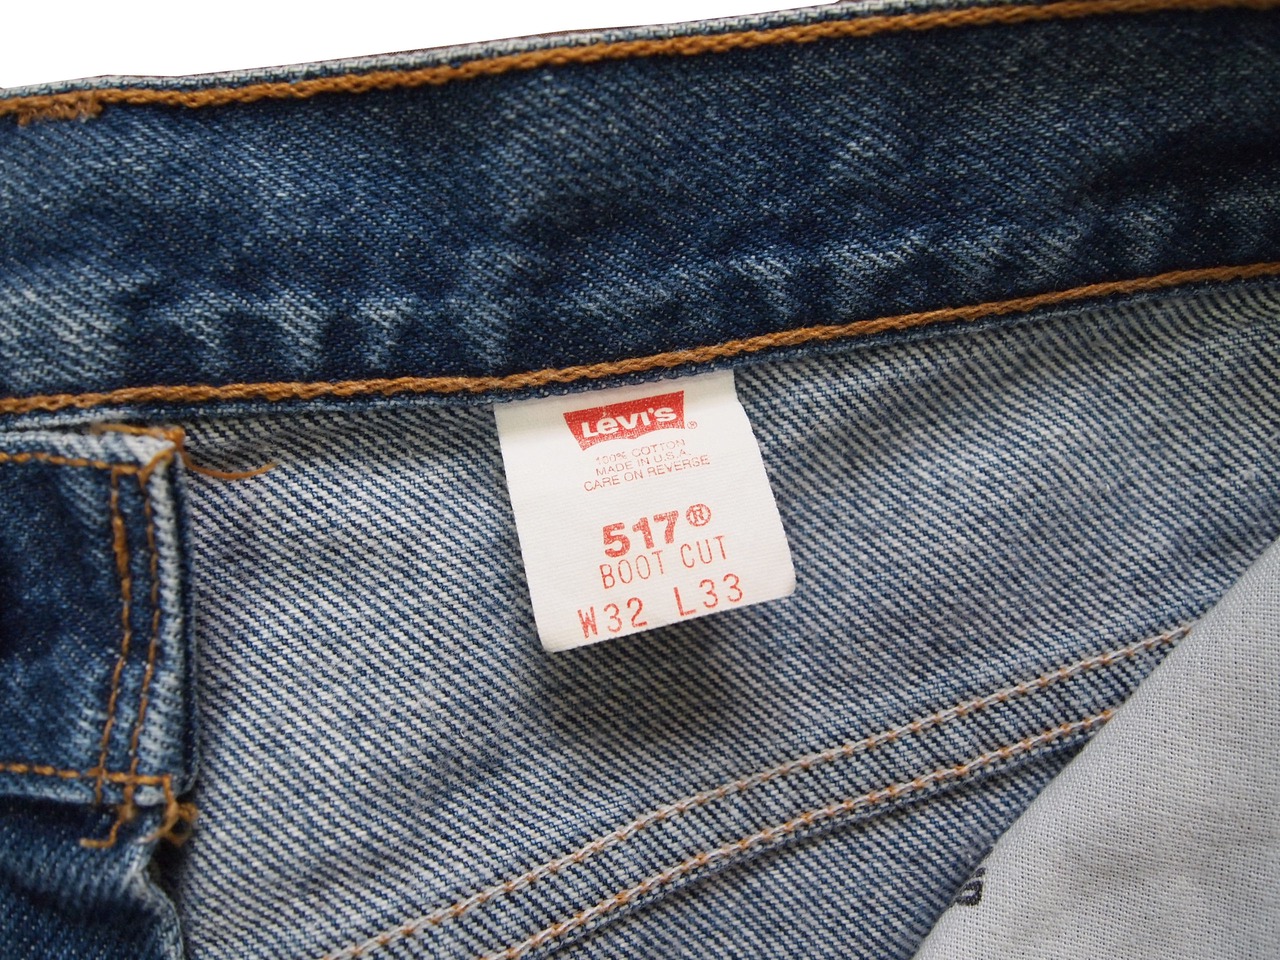 Levi's®
100% COTTON
MADE IN U.S.A.
CARE ON REVERSE
517®
BOOT CUT
W32 L33